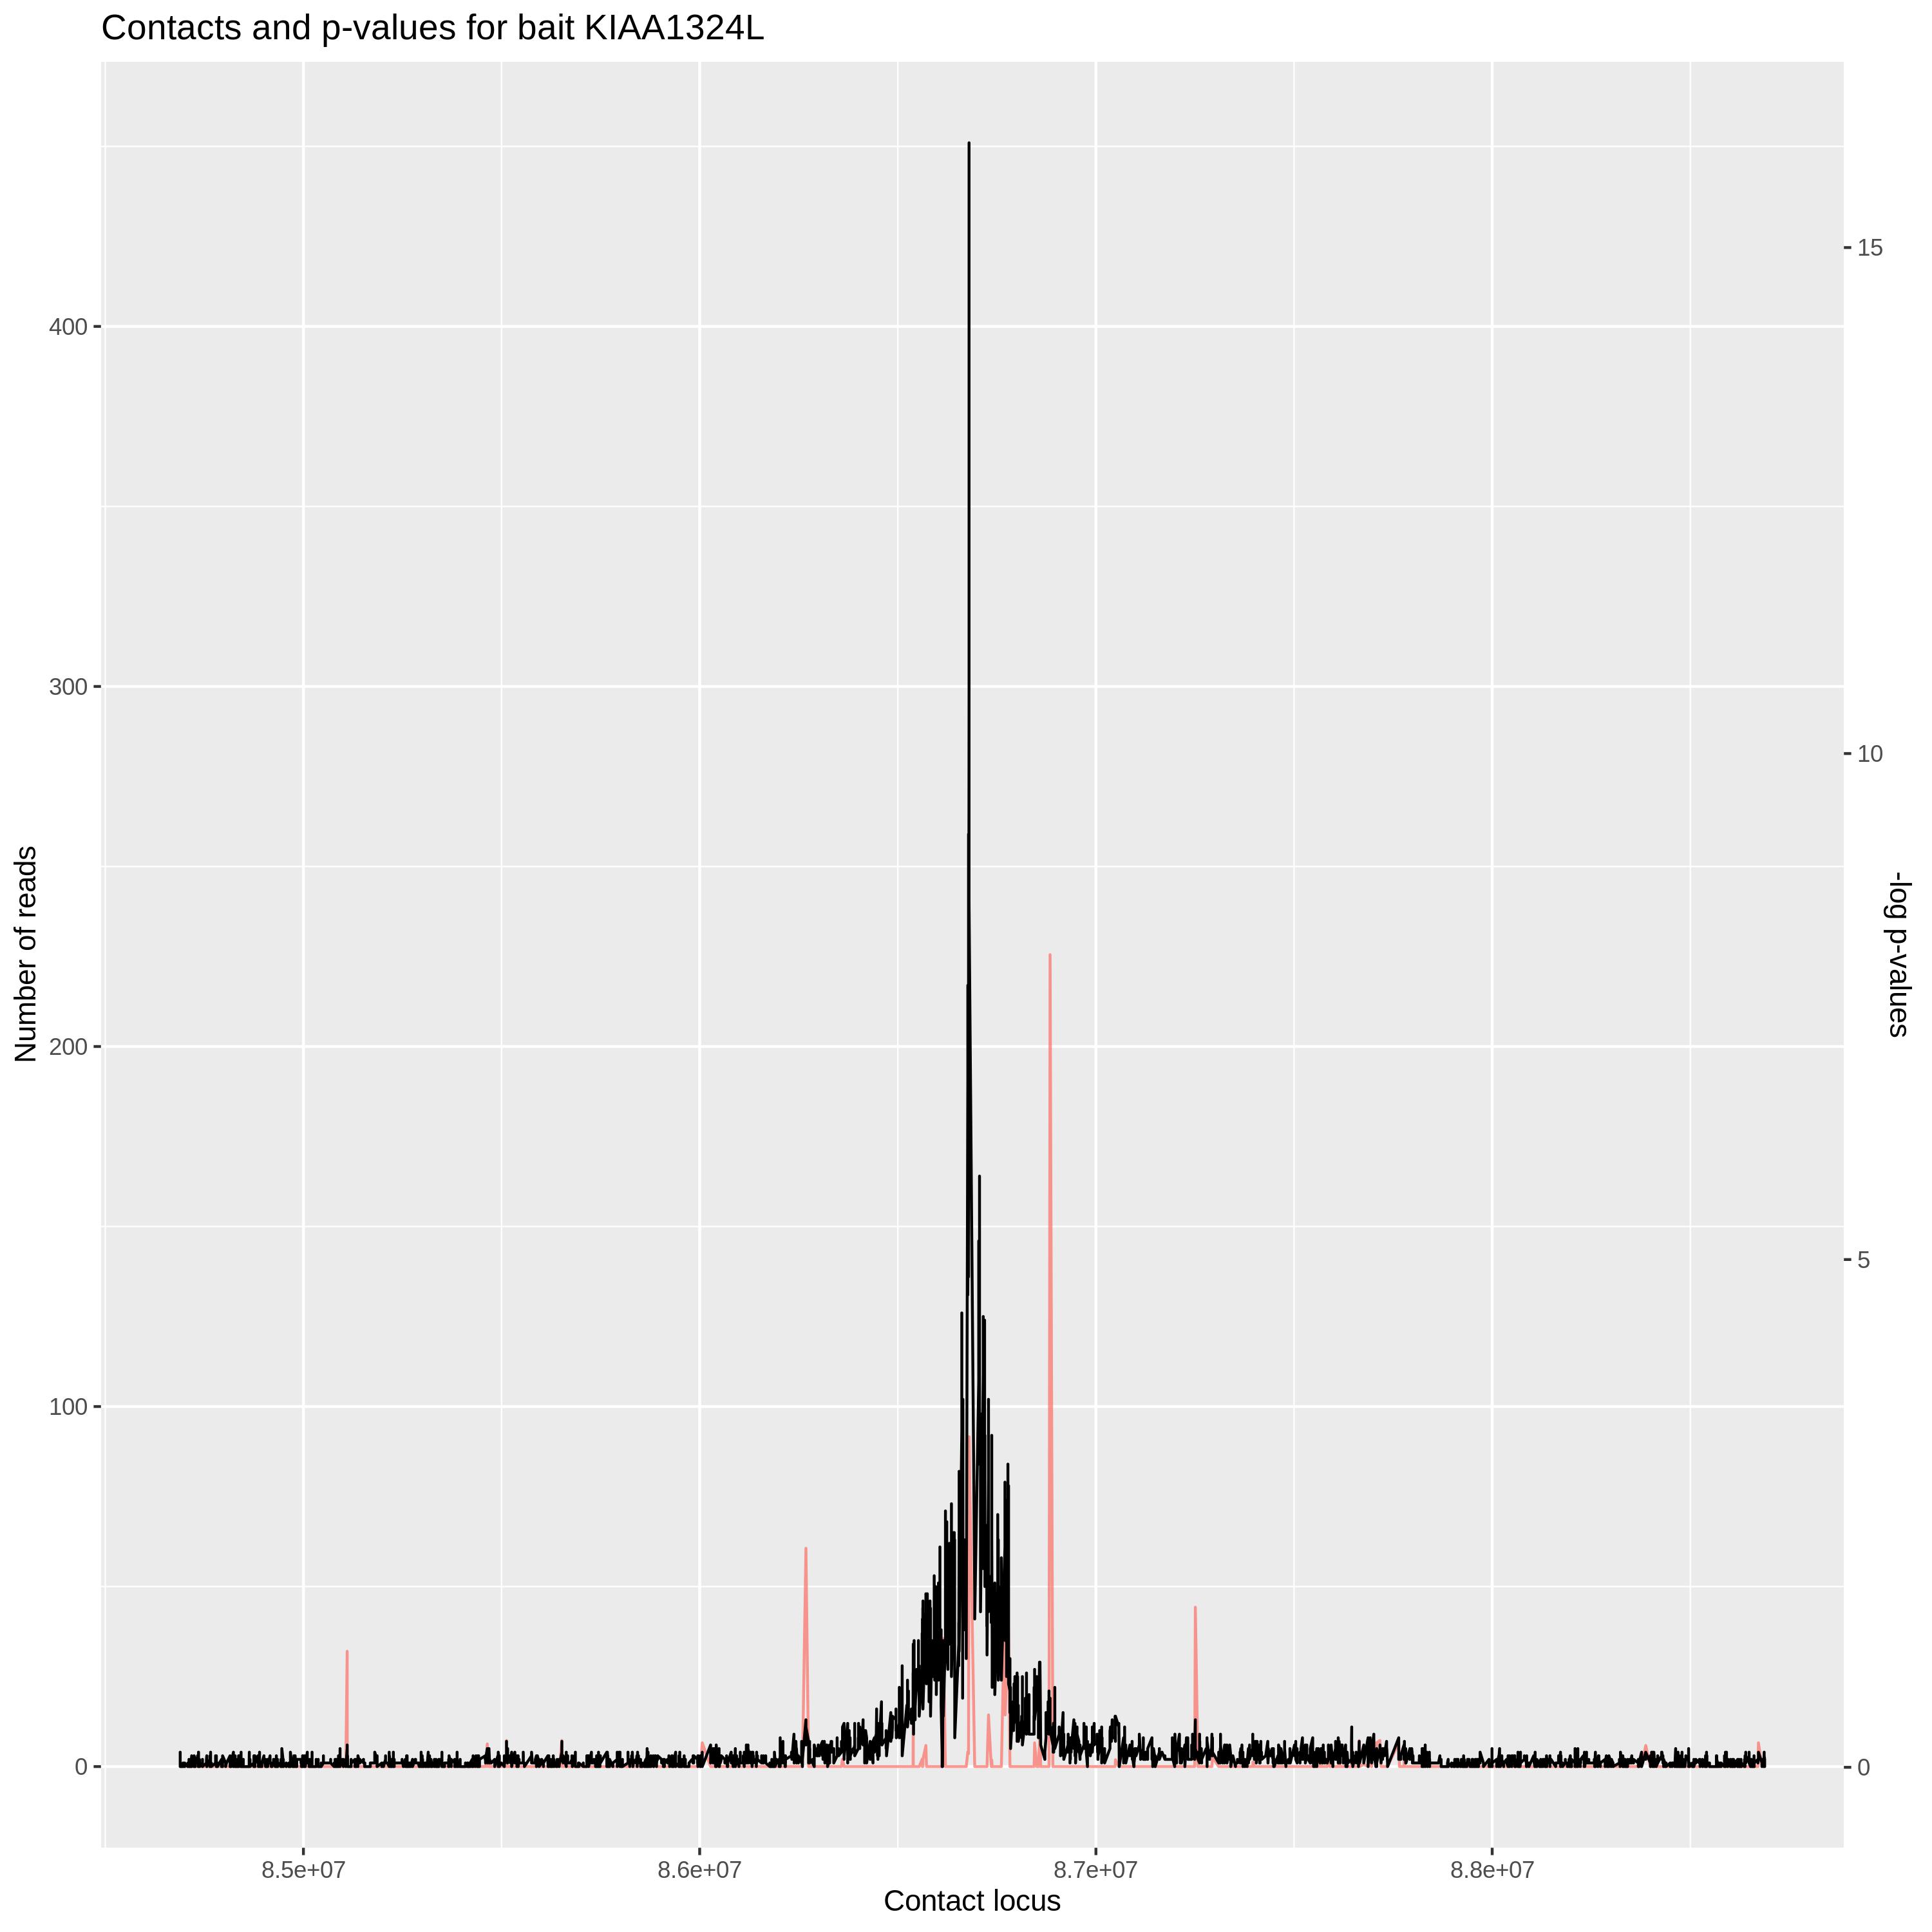 Contacts and p-values for bait KIAA1324L
Number of reads
400
300
200
100
0
15
10
5
0
-log p-values
8.5e+07
8.6e+07
8.7e+07
8.8e+07
Contact locus